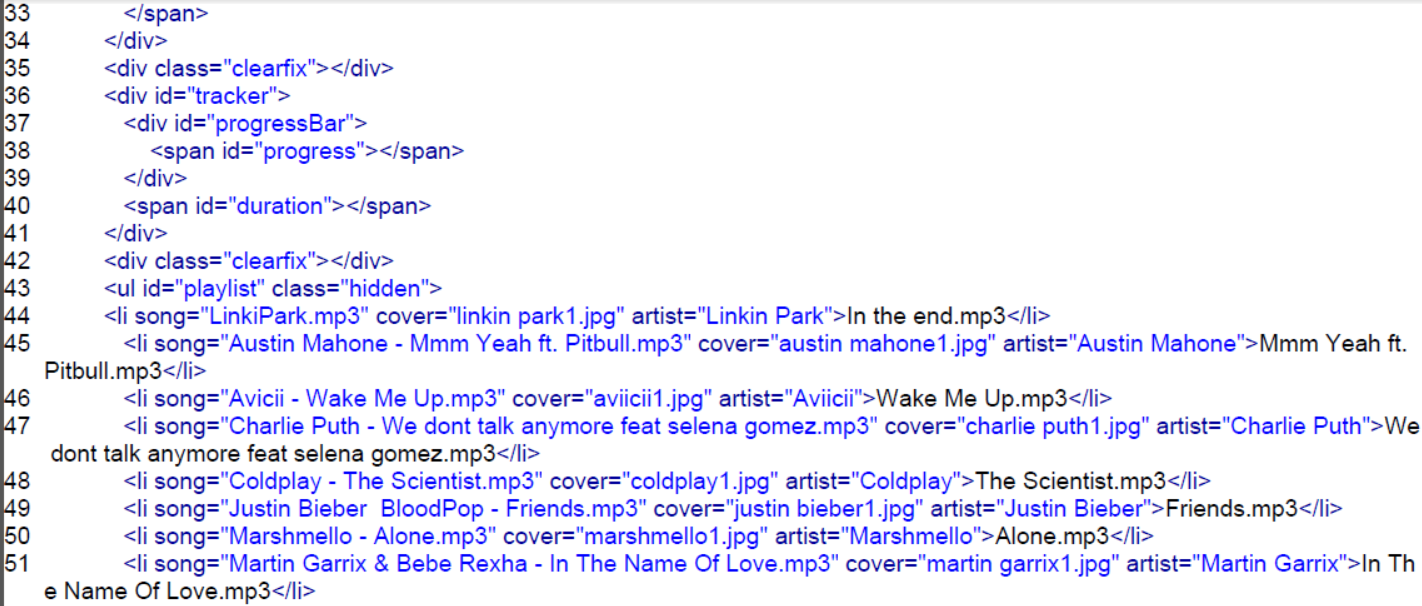 33 </span>
34 </div>
35 <div class="clearfix"></div>
36 <div id="tracker">
37 <div id="progressBar">
38 <span id="progress"></span>
39 </div>
40 <span id="duration"></span>
41 </div>
42 <div class="clearfix"></div>
43 <ul id="playlist" class="hidden">
44 <li song="LinkiPark.mp3" cover="linkin park1.jpg" artist="Linkin Park">In the end.mp3</li>
45 <li song="Austin Mahone - Mmm Yeah ft. Pitbull.mp3" cover="austin mahone1.jpg" artist="Austin Mahone">Mmm Yeah ft.
Pitbull.mp3</li>
46 <li song="Avicii - Wake Me Up.mp3" cover="aviicii1.jpg" artist="Aviicii">Wake Me Up.mp3</li>
47 <li song="Charlie Puth - We dont talk anymore feat selena gomez.mp3" cover="charlie puth1.jpg" artist="Charlie Puth">We
dont talk anymore feat selena gomez.mp3</li>
48 <li song="Coldplay - The Scientist.mp3" cover="coldplay1.jpg" artist="Coldplay">The Scientist.mp3</li>
49 <li song="Justin Bieber  BloodPop - Friends.mp3" cover="justin bieber1.jpg" artist="Justin Bieber">Friends.mp3</li>
50 <li song="Marshmello - Alone.mp3" cover="marshmello1.jpg" artist="Marshmello">Alone.mp3</li>
51 <li song="Martin Garrix & Bebe Rexha - In The Name Of Love.mp3" cover="martin garrix1.jpg" artist="Martin Garrix">In Th
e Name Of Love.mp3</li>